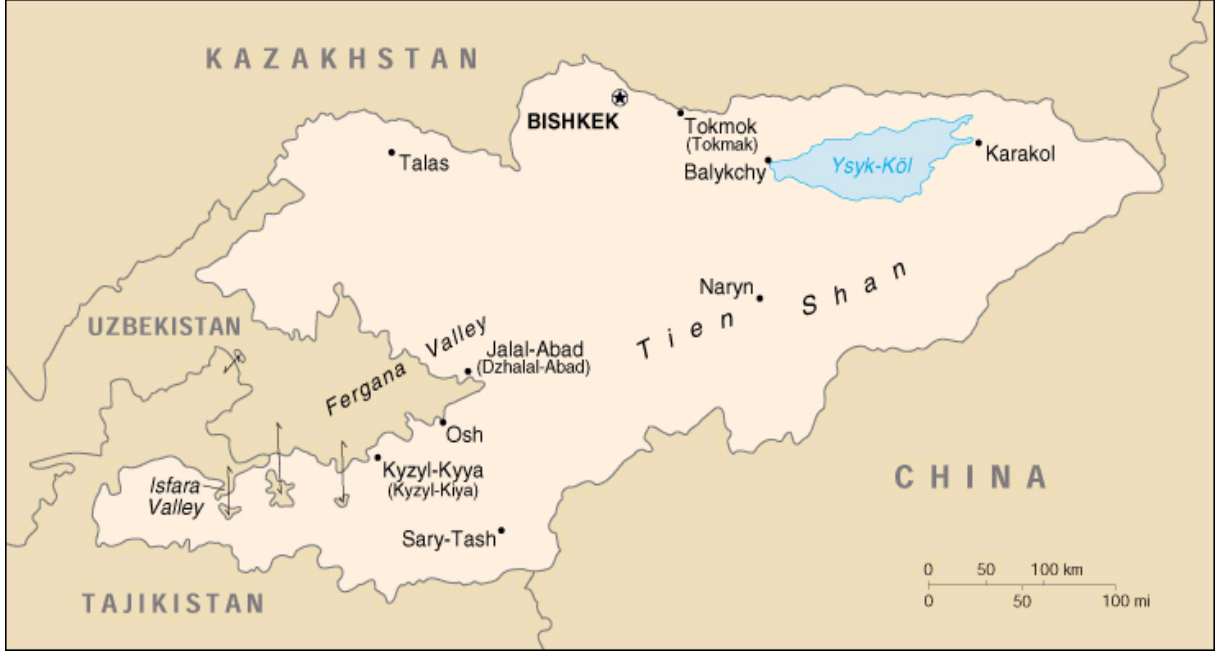 KAZAKHSTAN
BISHKEK
Tokmok
(Tokmak)
Talas
Balykchy
Ysyk-Köl
Karakol
Naryn
Tien Shan
UZBEKISTAN
Fergana Valley
Jalal-Abad
(Dzhalal-Abad)
Osh
Kyzyl-Kyya
(Kyzyl-Kiya)
Isfara
Valley
Sary-Tash
CHINA
TAJIKISTAN
0 50 100 km
0 50 100 mi